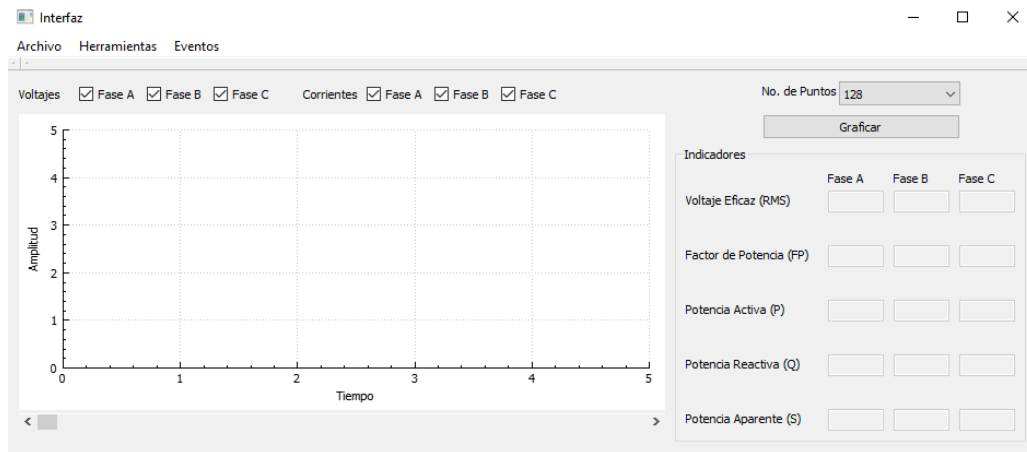 Interfaz
Archivo Herramientas Eventos
Voltajes Fase A Fase B Fase C Corrientes Fase A Fase B Fase C
No. de Puntos 128
Graficar
5
4
3
2
1
0
Amplitud
0 1 2 3 4 5
Tiempo
Indicadores
Fase A Fase B Fase C
Voltaje Eficaz (RMS)
Factor de Potencia (FP)
Potencia Activa (P)
Potencia Reactiva (Q)
Potencia Aparente (S)